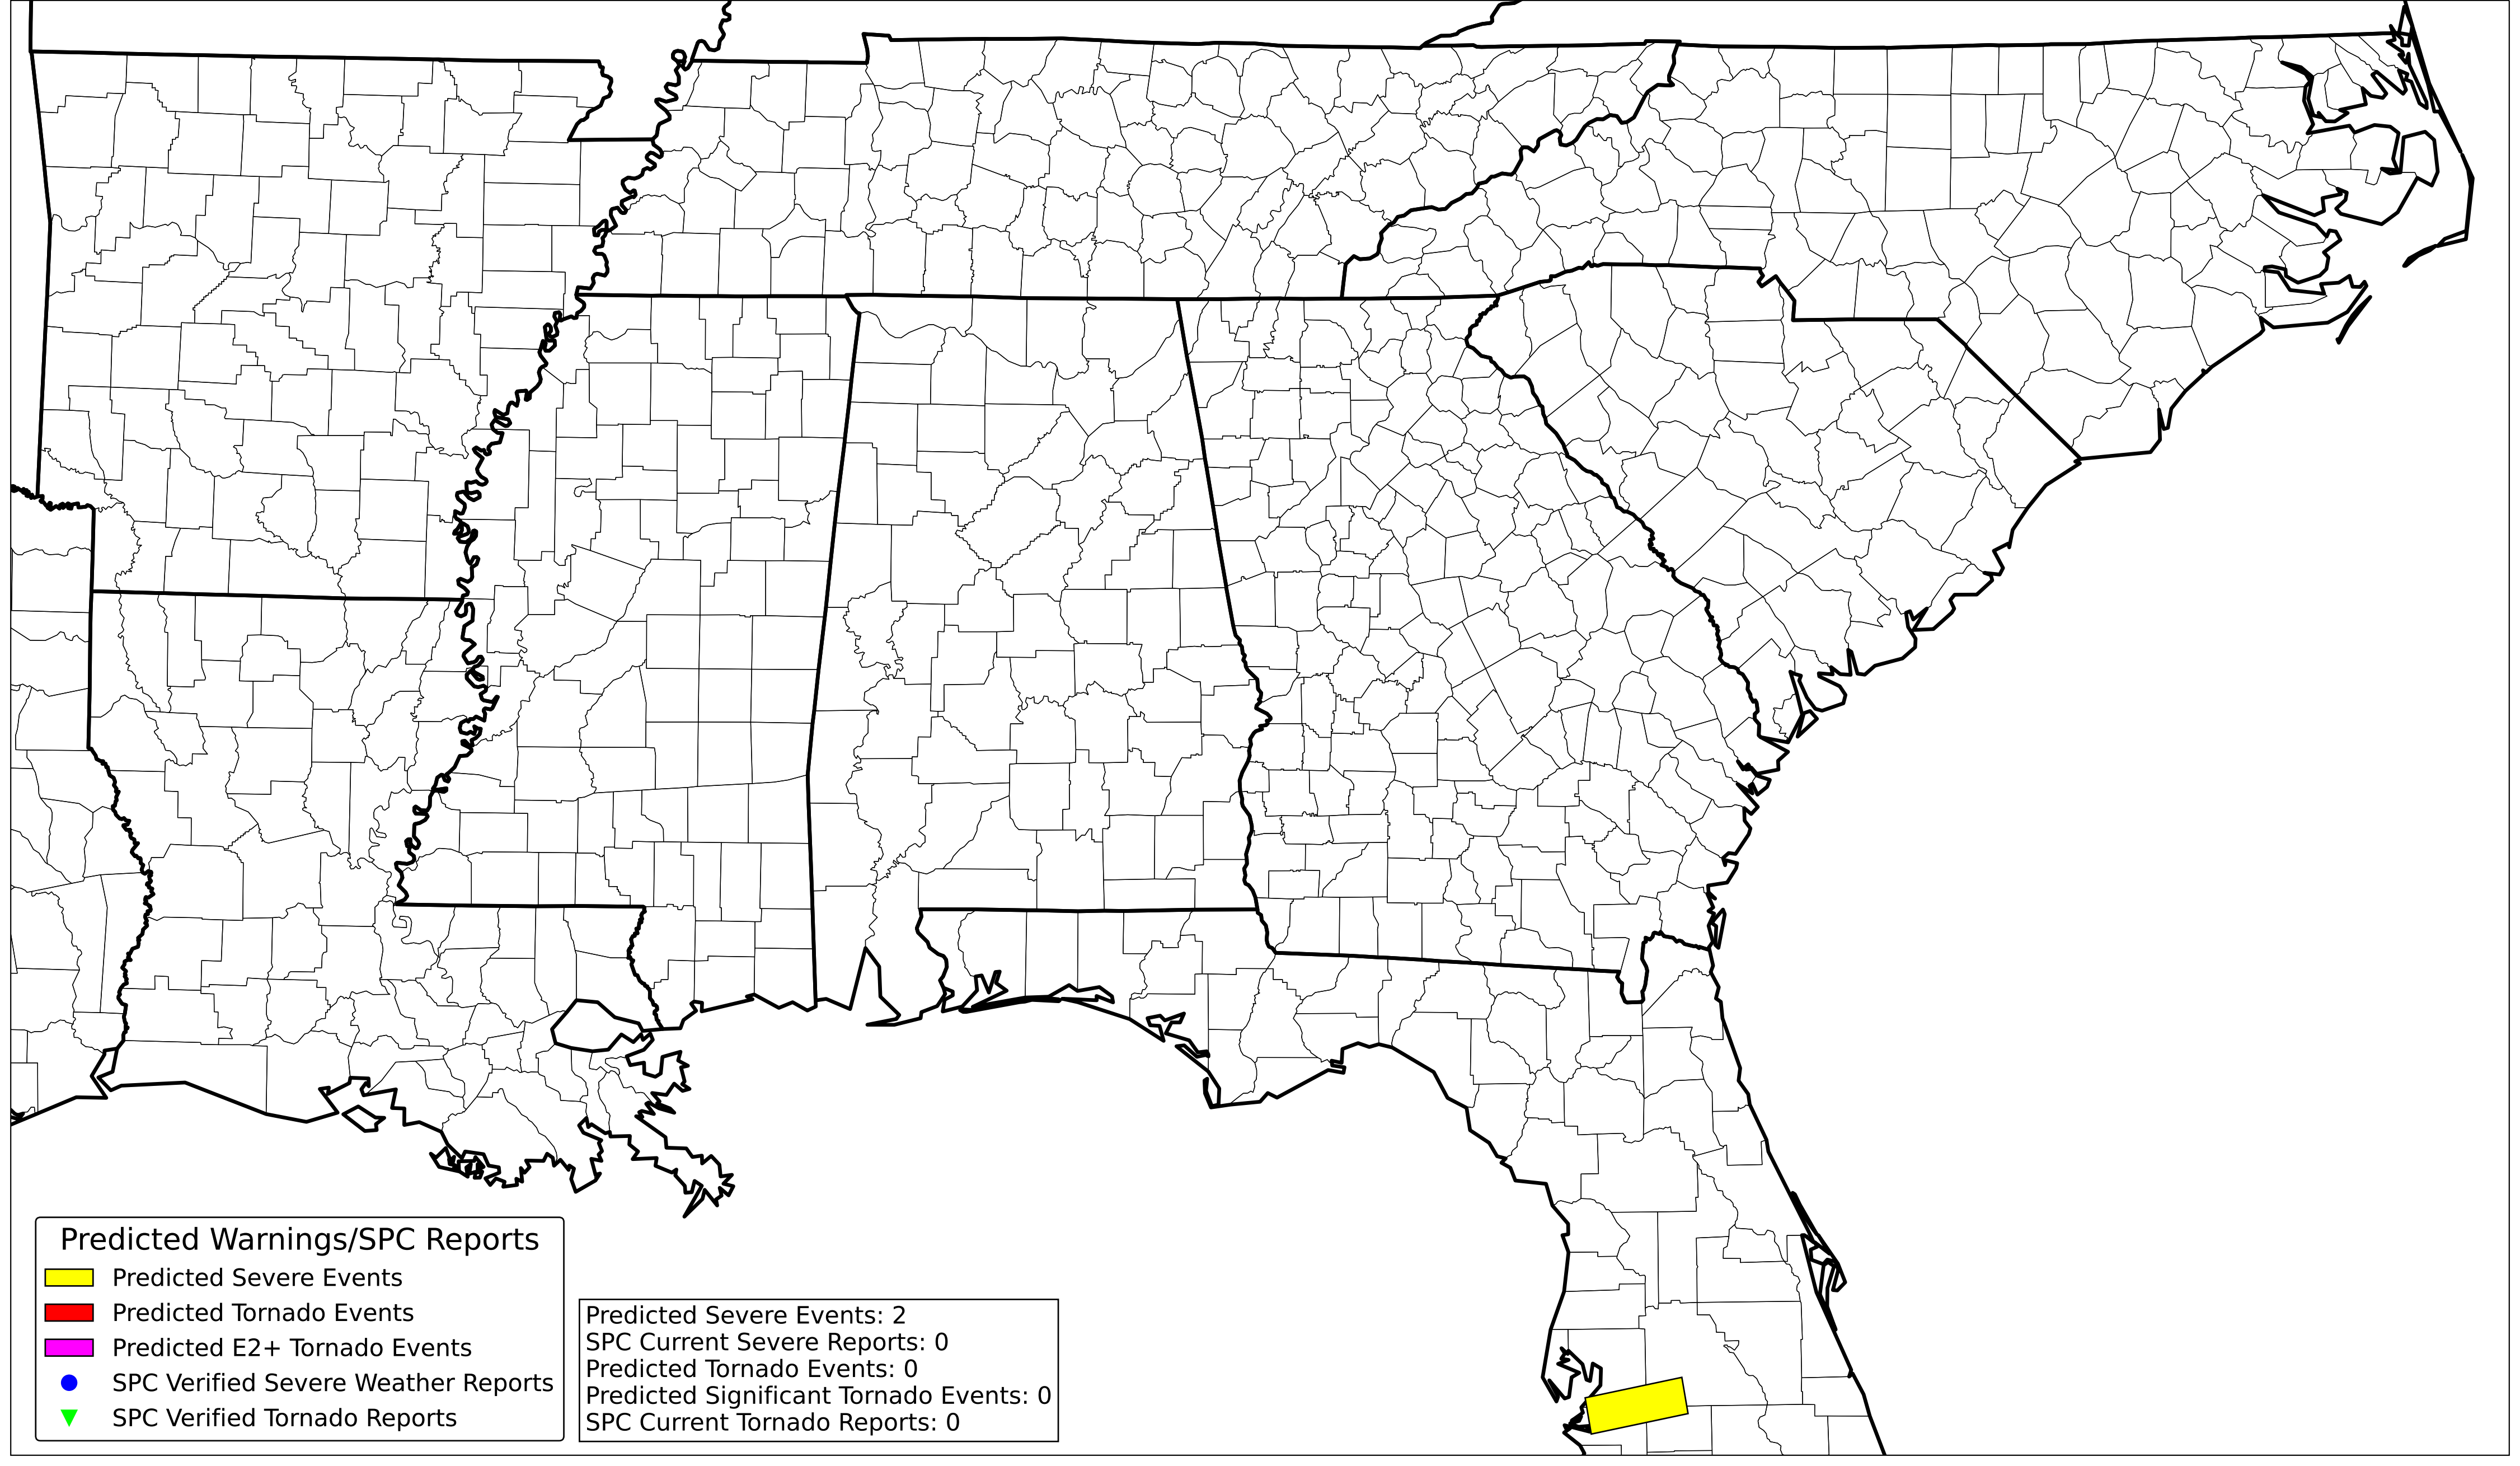 Predicted Warnings/SPC Reports
Predicted Severe Events
Predicted Tornado Events
Predicted E2+ Tornado Events
SPC Verified Severe Weather Reports
SPC Verified Tornado Reports
Predicted Severe Events: 2
SPC Current Severe Reports: 0
Predicted Tornado Events: 0
Predicted Significant Tornado Events: 0
SPC Current Tornado Reports: 0